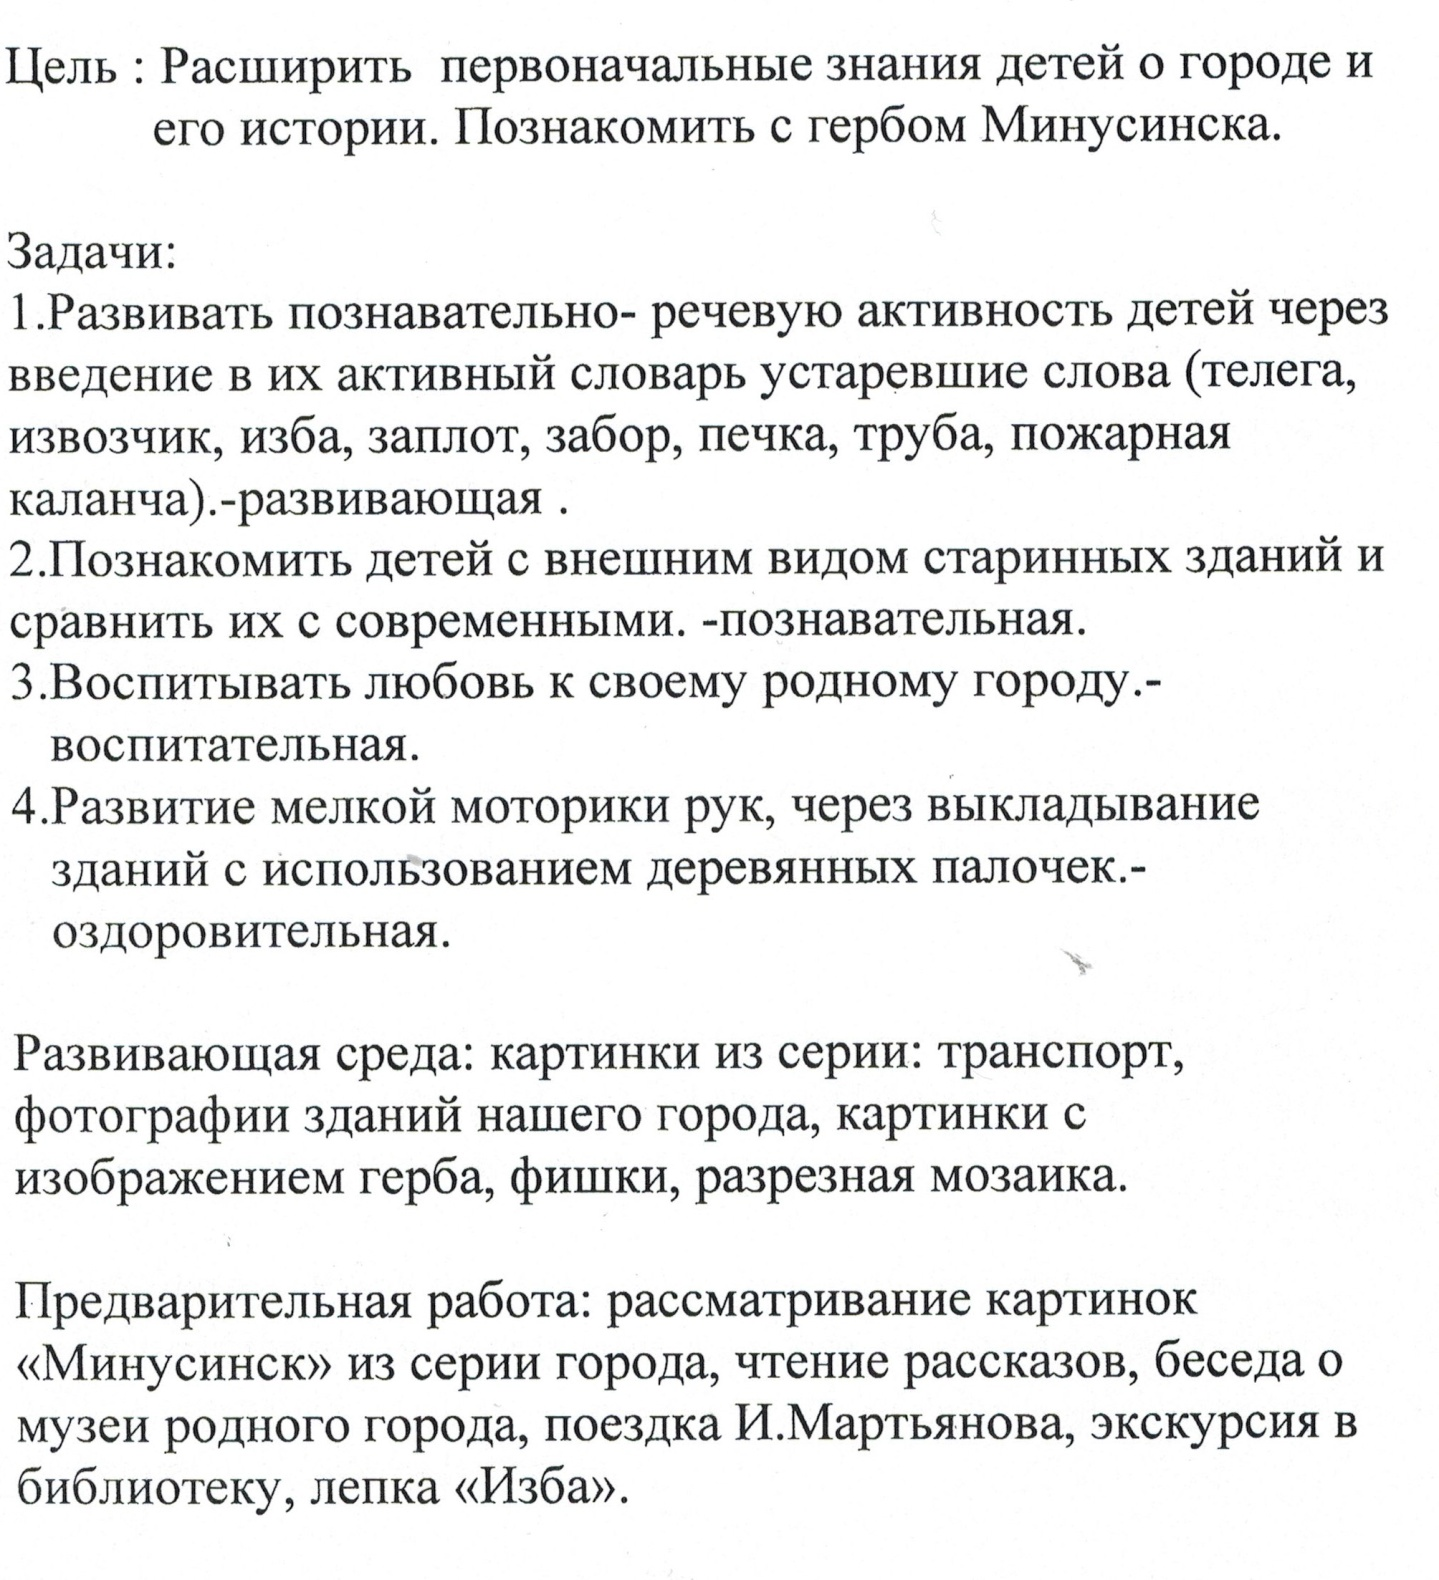 Цель : Расширить  первоначальные знания детей о городе и
его истории. Познакомить с гербом Минусинска.
Задачи:
1.Развивать познавательно- речевую активность детей через
введение в их активный словарь устаревшие слова (телега,
извозчик, изба, заплот, забор, печка, труба, пожарная
каланча).-развивающая .
2.Познакомить детей с внешним видом старинных зданий и
сравнить их с современными. -познавательная.
3.Воспитывать любовь к своему родному городу.-
воспитательная.
4.Развитие мелкой моторики рук, через выкладывание
зданий с использованием деревянных палочек.-
оздоровительная.
Развивающая среда: картинки из серии: транспорт,
фотографии зданий нашего города, картинки с
изображением герба, фишки, разрезная мозаика.
Предварительная работа: рассматривание картинок
«Минусинск» из серии города, чтение рассказов, беседа о
музеи родного города, поездка И.Мартьянова, экскурсия в
библиотеку, лепка «Изба».